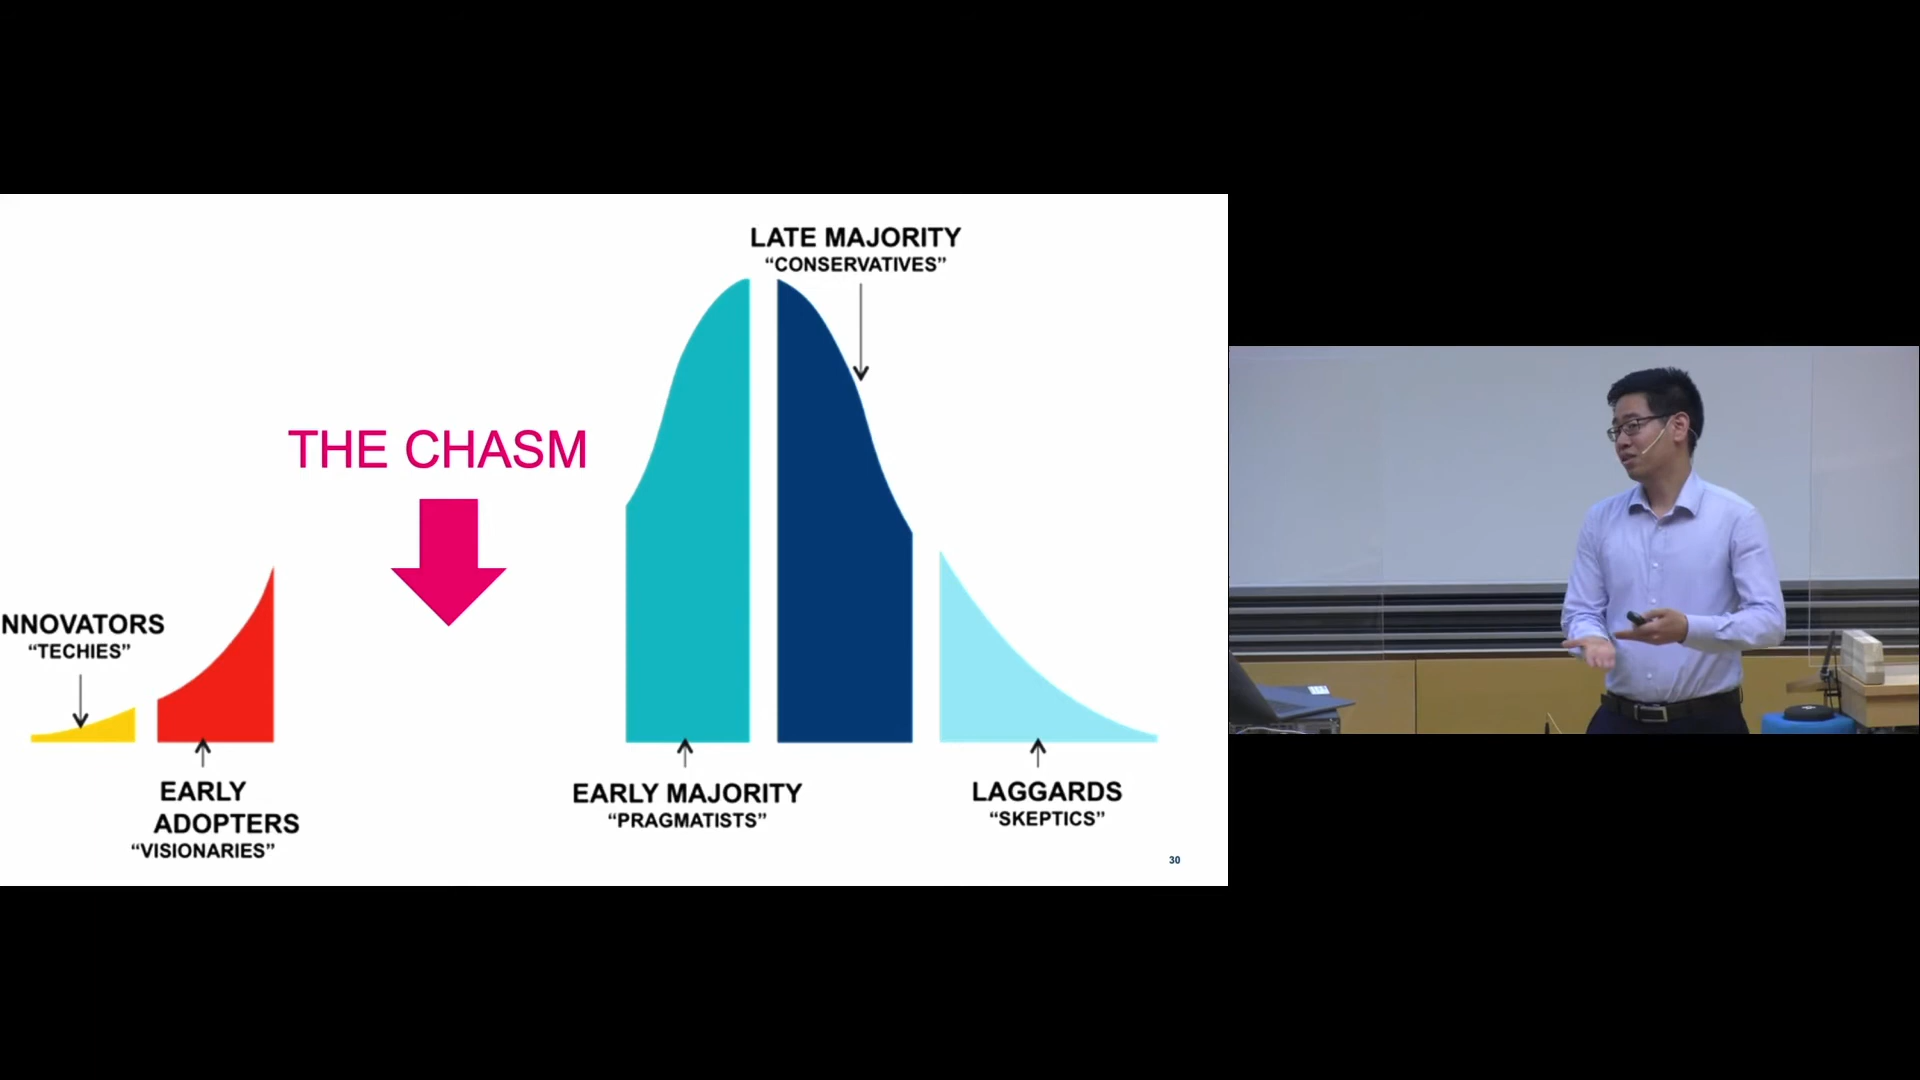 LATE MAJORITY
“CONSERVATIVES”
THE CHASM
NNOVATORS
“TECHIES”
EARLY
ADOPTERS
“VISIONARIES”
EARLY MAJORITY
“PRAGMATISTS”
LAGGARDS
“SKEPTICS”
30